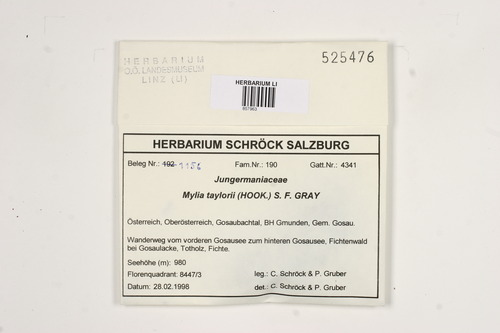 HERBARIUM
O.Ö. LANDESMUSEUM
LINZ (LI)
525476
HERBARIUM LI
HERBARIUM SCHRÖCK SALZBURG
Beleg Nr.: 192 Fam.Nr.: 190 Gatt.Nr.: 4341
Jungermaniaceae
Mylia taylorii (HOOK.) S. F. GRAY
Österreich, Oberösterreich, Gosaubachtal, BH Gmunden, Gem. Gosau.
Wanderweg vom vorderen Gosausee zum hinteren Gosausee, Fichtenwald
bei Gosaulacke, Totholz, Fichte.
Seehöhe (m): 980
Florenquadrant: 8447/3 leg.: C. Schröck & P. Gruber
Datum: 28.02.1998 det.: C. Schröck & P. Gruber